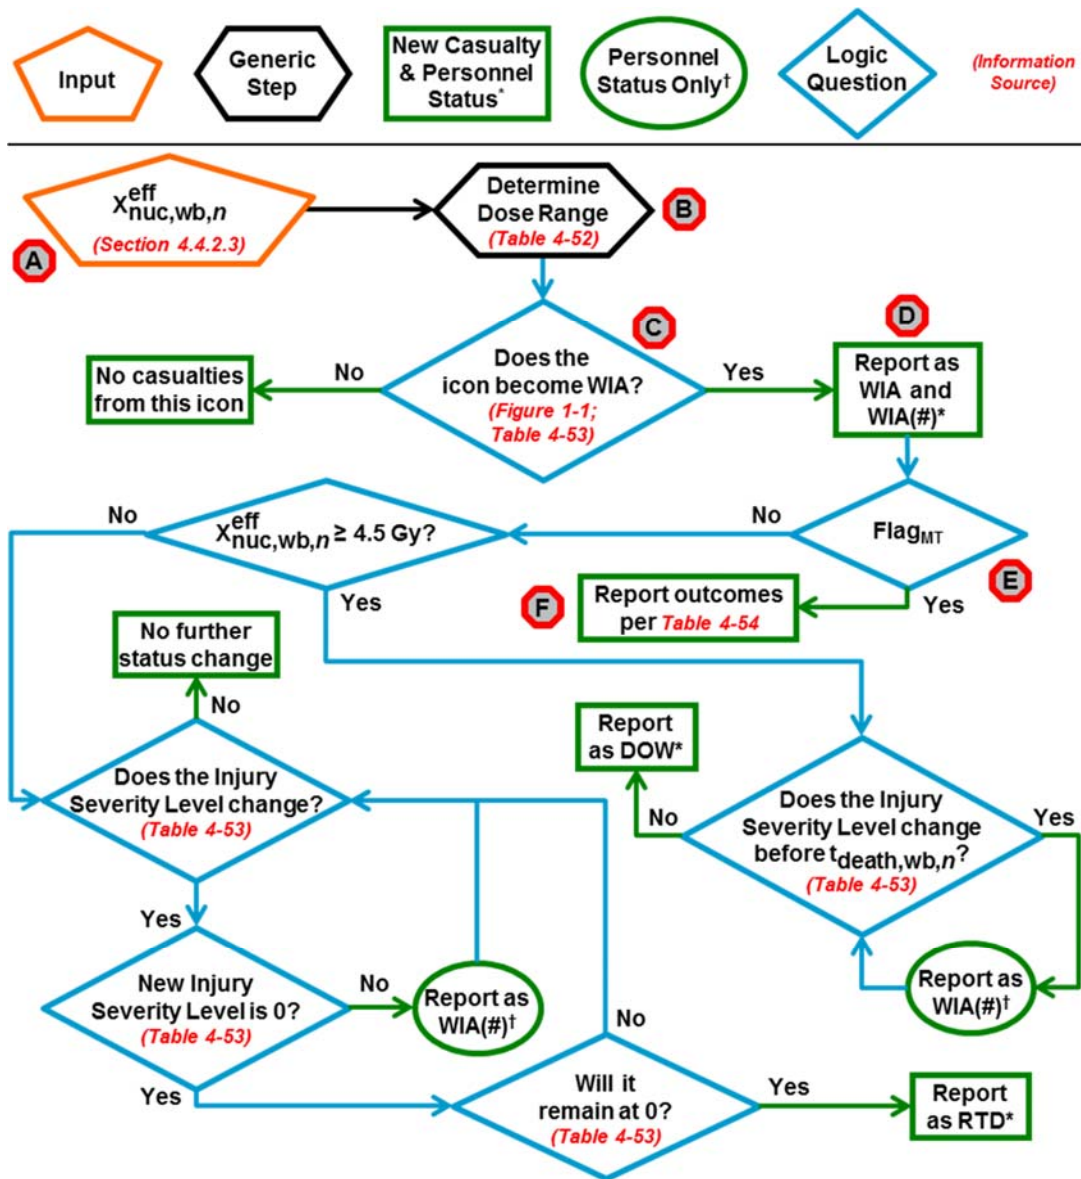 Input
Generic
Step
New Casualty
& Personnel
Status*
Personnel
Status Only†
Logic
Question
(Information
Source)
X^eff_nuc,wb,n
(Section 4.4.2.3)
A
Determine
Dose Range
(Table 4-52)
B
C
Does the
icon become WIA?
(Figure 1-1;
Table 4-53)
No
No casualties
from this icon
Yes
D
Report as
WIA and
WIA(#)*
Flag_MT
E
No
Yes
F
Report outcomes
per Table 4-54
X^eff_nuc,wb,n ≥ 4.5 Gy?
No
Yes
No further
status change
No
Does the Injury
Severity Level change?
(Table 4-53)
Yes
Report
as DOW*
No
Does the Injury
Severity Level change
before t_death,wb,n?
(Table 4-53)
Yes
Report as
WIA(#)†
New Injury
Severity Level is 0?
(Table 4-53)
No
Report as
WIA(#)†
Yes
No
Will it
remain at 0?
(Table 4-53)
Yes
Report
as RTD*